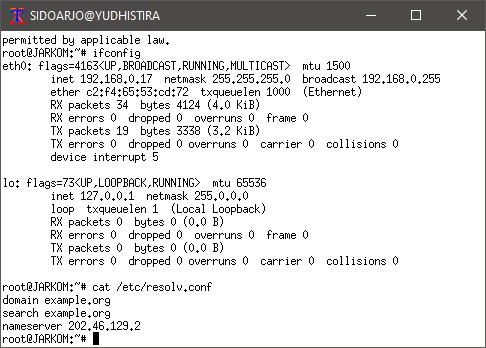 SIDOARJO@YUDHISTIRA
permitted by applicable law.
root@JARKOM:~# ifconfig
eth0: flags=4163<UP,BROADCAST,RUNNING,MULTICAST>  mtu 1500
        inet 192.168.0.17  netmask 255.255.255.0  broadcast 192.168.0.255
        ether c2:f4:65:53:cd:72  txqueuelen 1000  (Ethernet)
        RX packets 34  bytes 4124 (4.0 KiB)
        RX errors 0  dropped 0  overruns 0  frame 0
        TX packets 19  bytes 3338 (3.2 KiB)
        TX errors 0  dropped 0 overruns 0  carrier 0  collisions 0
        device interrupt 5
lo: flags=73<UP,LOOPBACK,RUNNING>  mtu 65536
        inet 127.0.0.1  netmask 255.0.0.0
        loop  txqueuelen 1  (Local Loopback)
        RX packets 0  bytes 0 (0.0 B)
        RX errors 0  dropped 0  overruns 0  frame 0
        TX packets 0  bytes 0 (0.0 B)
        TX errors 0  dropped 0 overruns 0  carrier 0  collisions 0
root@JARKOM:~# cat /etc/resolv.conf
domain example.org
search example.org
nameserver 202.46.129.2
root@JARKOM:~#